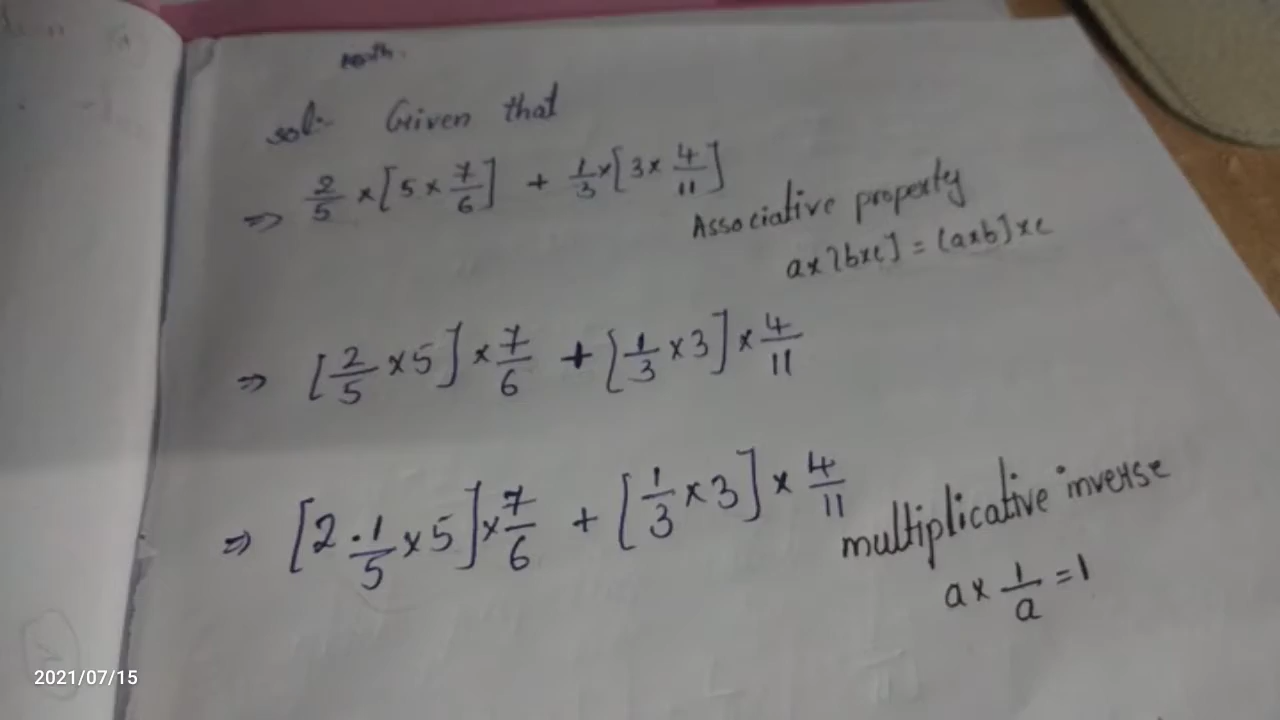 sol:- Given that
⇒ 2/5 × [5 × 7/6] + 1/3 × [3 × 4/11]
Associative property
a×[b×c] = (a×b]×c
⇒ [2/5 ×5] × 7/6 + [1/3 ×3] × 4/11
⇒ [2·1/5 ×5] × 7/6 + [1/3 ×3] × 4/11
multiplicative inverse
a× 1/a =1
2021/07/15